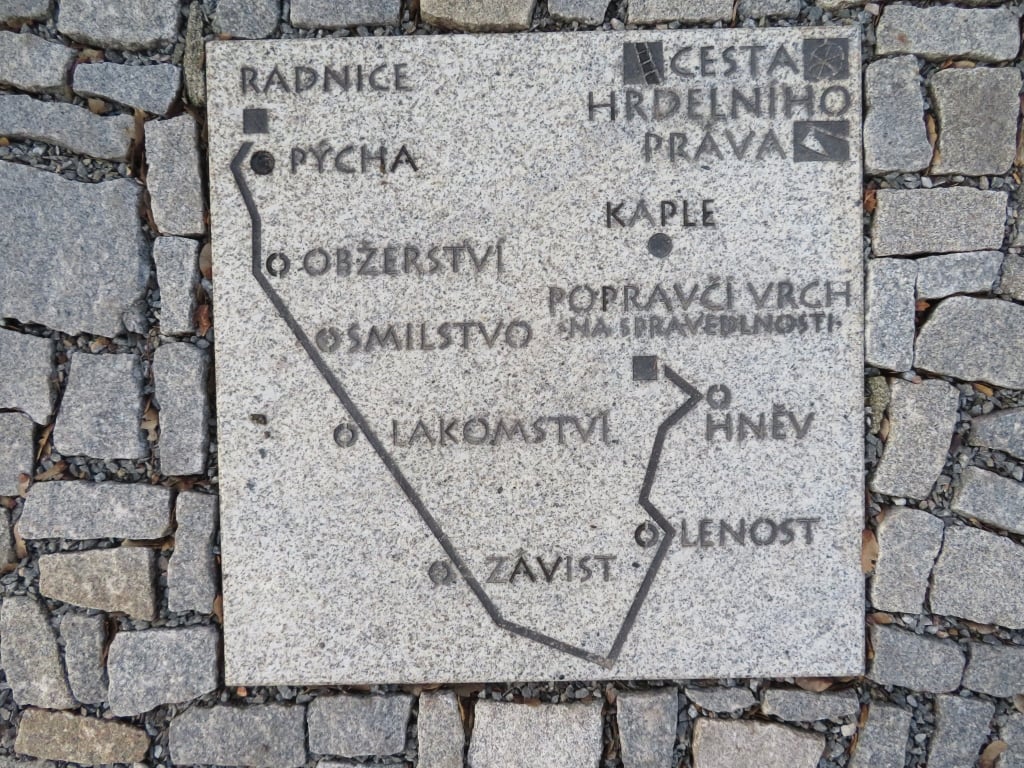 RADNICE
CESTA
HRDELNÍHO
PRÁVA
PÝCHA
KAPLE
OBŽERSTVÍ
POPRAVČÍ VRCH
·NA SPRAVEDLNOSTI·
SMILSTVO
LAKOMSTVÍ
HNĚV
LENOST
ZÁVIST